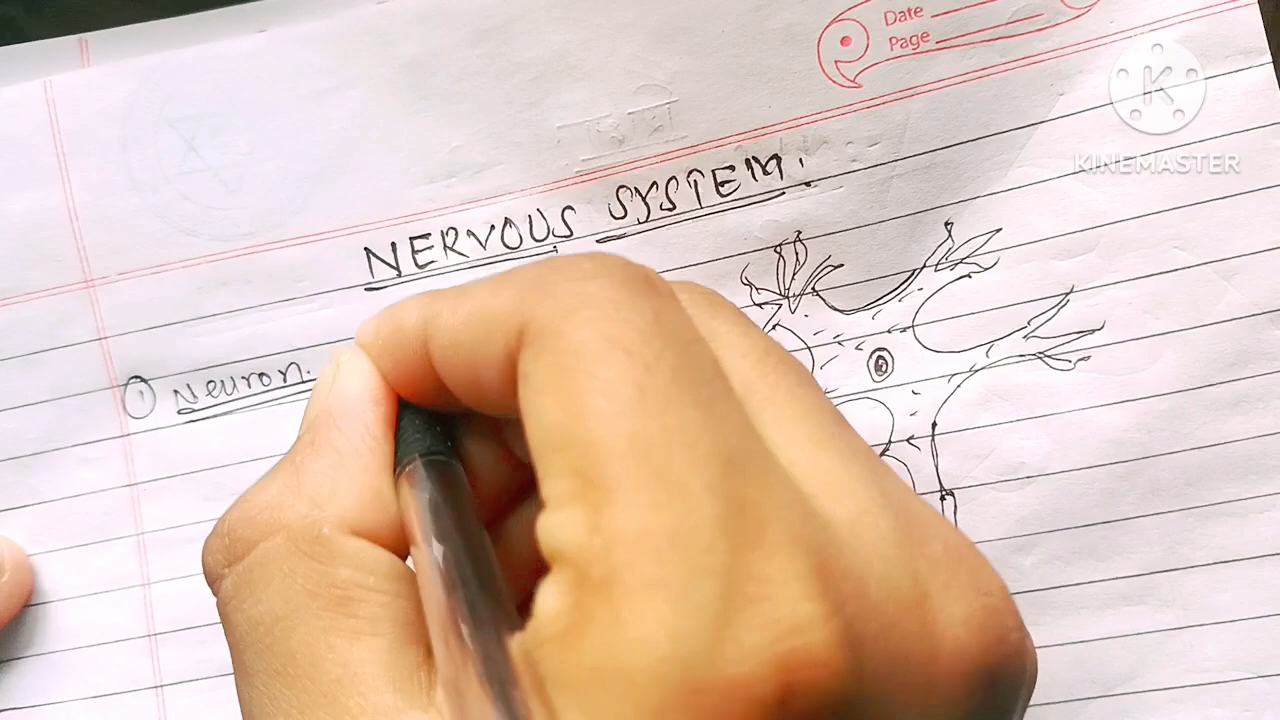 Date
Page
KINEMASTER
NERVOUS SYSTEM.
① Neuron.